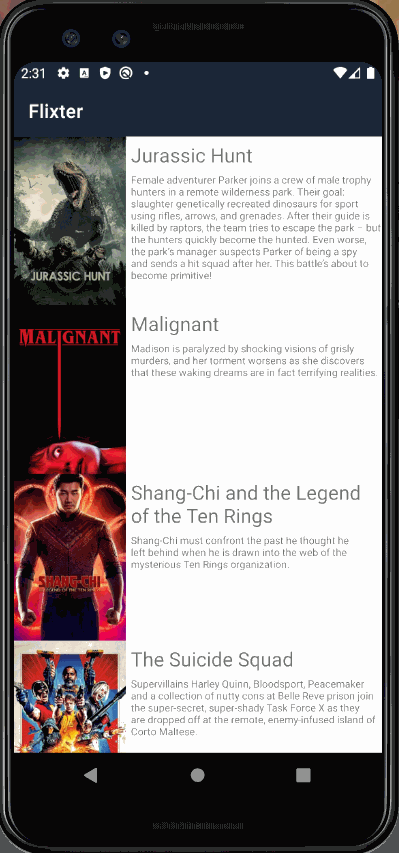 2:31
Flixter
Jurassic Hunt
Female adventurer Parker joins a crew of male trophy
hunters in a remote wilderness park. Their goal:
slaughter genetically recreated dinosaurs for sport
using rifles, arrows, and grenades. After their guide is
killed by raptors, the team tries to escape the park – but
the hunters quickly become the hunted. Even worse,
the park's manager suspects Parker of being a spy
and sends a hit squad after her. This battle's about to
become primitive!
JURASSIC HUNT
Malignant
MALIGNANT
Madison is paralyzed by shocking visions of grisly
murders, and her torment worsens as she discovers
that these waking dreams are in fact terrifying realities.
Shang-Chi and the Legend
of the Ten Rings
Shang-Chi must confront the past he thought he
left behind when he is drawn into the web of the
mysterious Ten Rings organization.
SHANG-CHI
The Suicide Squad
Supervillains Harley Quinn, Bloodsport, Peacemaker
and a collection of nutty cons at Belle Reve prison join
the super-secret, super-shady Task Force X as they
are dropped off at the remote, enemy-infused island of
Corto Maltese.